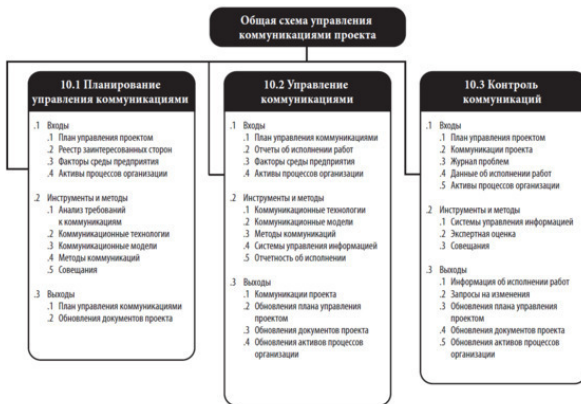 Общая схема управления
коммуникациями проекта
10.1 Планирование
управления коммуникациями
.1 Входы
.1 План управления проектом
.2 Реестр заинтересованных сторон
.3 Факторы среды предприятия
.4 Активы процессов организации
.2 Инструменты и методы
.1 Анализ требований
к коммуникациям
.2 Коммуникационные технологии
.3 Коммуникационные модели
.4 Методы коммуникаций
.5 Совещания
.3 Выходы
.1 План управления коммуникациями
.2 Обновления документов проекта
10.2 Управление
коммуникациями
.1 Входы
.1 План управления коммуникациями
.2 Отчеты об исполнении работ
.3 Факторы среды предприятия
.4 Активы процессов организации
.2 Инструменты и методы
.1 Коммуникационные технологии
.2 Коммуникационные модели
.3 Методы коммуникаций
.4 Системы управления информацией
.5 Отчетность об исполнении
.3 Выходы
.1 Коммуникации проекта
.2 Обновления плана управления
проектом
.3 Обновления документов проекта
.4 Обновления активов процессов
организации
10.3 Контроль
коммуникаций
.1 Входы
.1 План управления проектом
.2 Коммуникации проекта
.3 Журнал проблем
.4 Данные об исполнении работ
.5 Активы процессов организации
.2 Инструменты и методы
.1 Системы управления информацией
.2 Экспертная оценка
.3 Совещания
.3 Выходы
.1 Информация об исполнении работ
.2 Запросы на изменения
.3 Обновления плана управления
проектом
.4 Обновления документов проекта
.5 Обновления активов процессов
организации